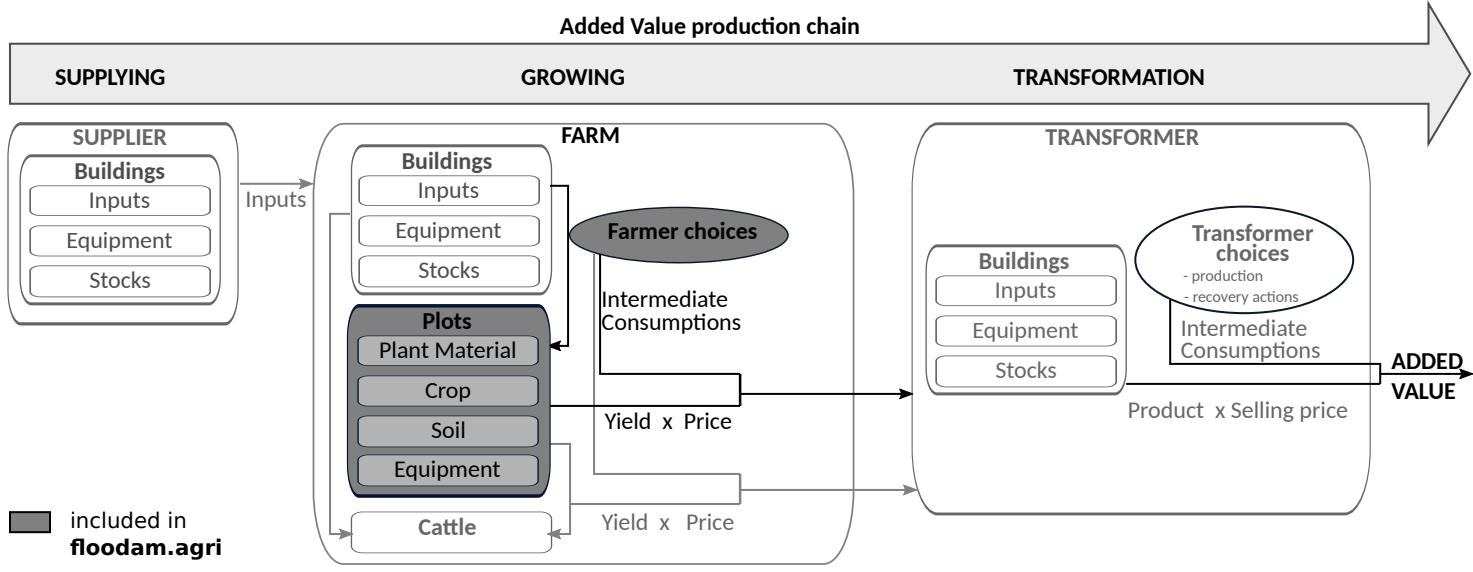 Added Value production chain
SUPPLYING
GROWING
TRANSFORMATION
SUPPLIER
Buildings
Inputs
Equipment
Stocks
Inputs
FARM
Buildings
Inputs
Equipment
Stocks
Farmer choices
Intermediate
Consumptions
Plots
Plant Material
Crop
Soil
Equipment
Yield x Price
Cattle
Yield x Price
TRANSFORMER
Buildings
Inputs
Equipment
Stocks
Transformer
choices
- production
- recovery actions
Intermediate
Consumptions
Product x Selling price
ADDED
VALUE
included in
floodam.agri